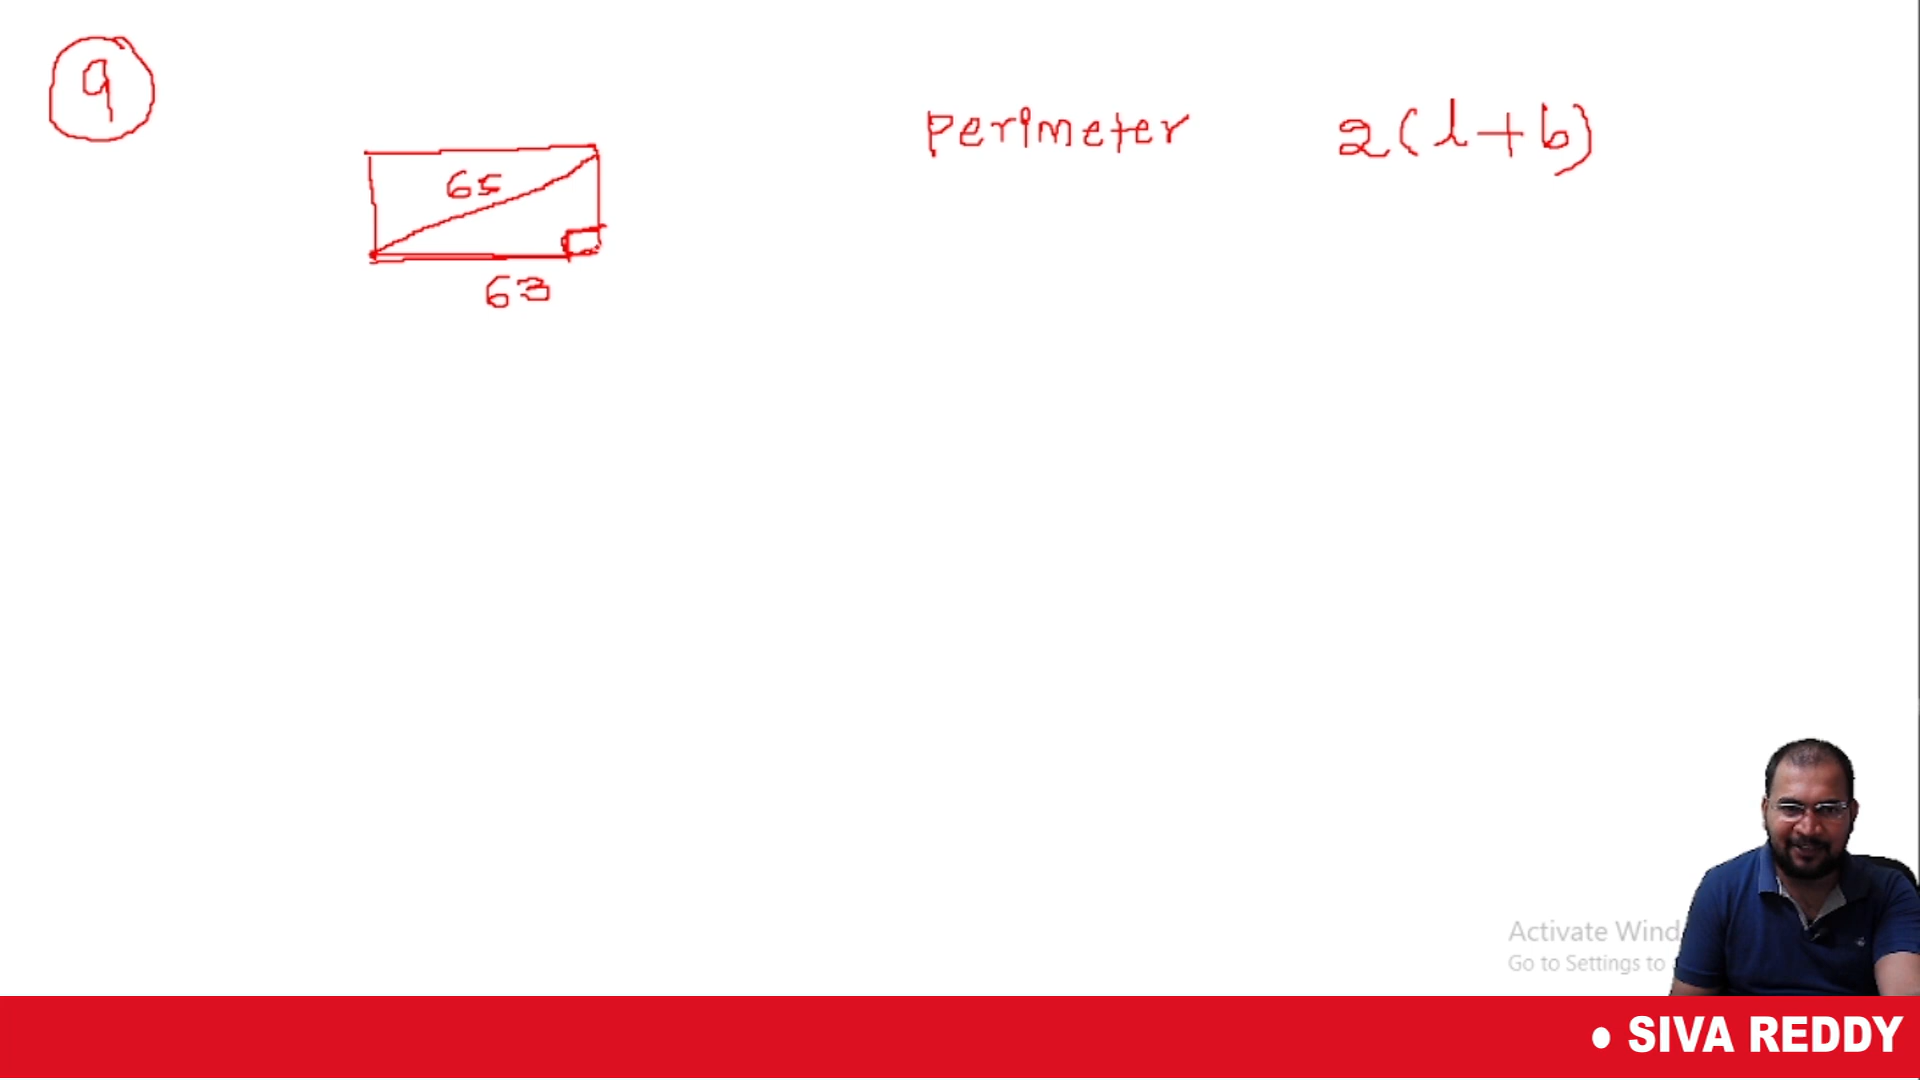 9
perimeter 2(l+b)
65
63
Activate Wind
Go to Settings to
• SIVA REDDY